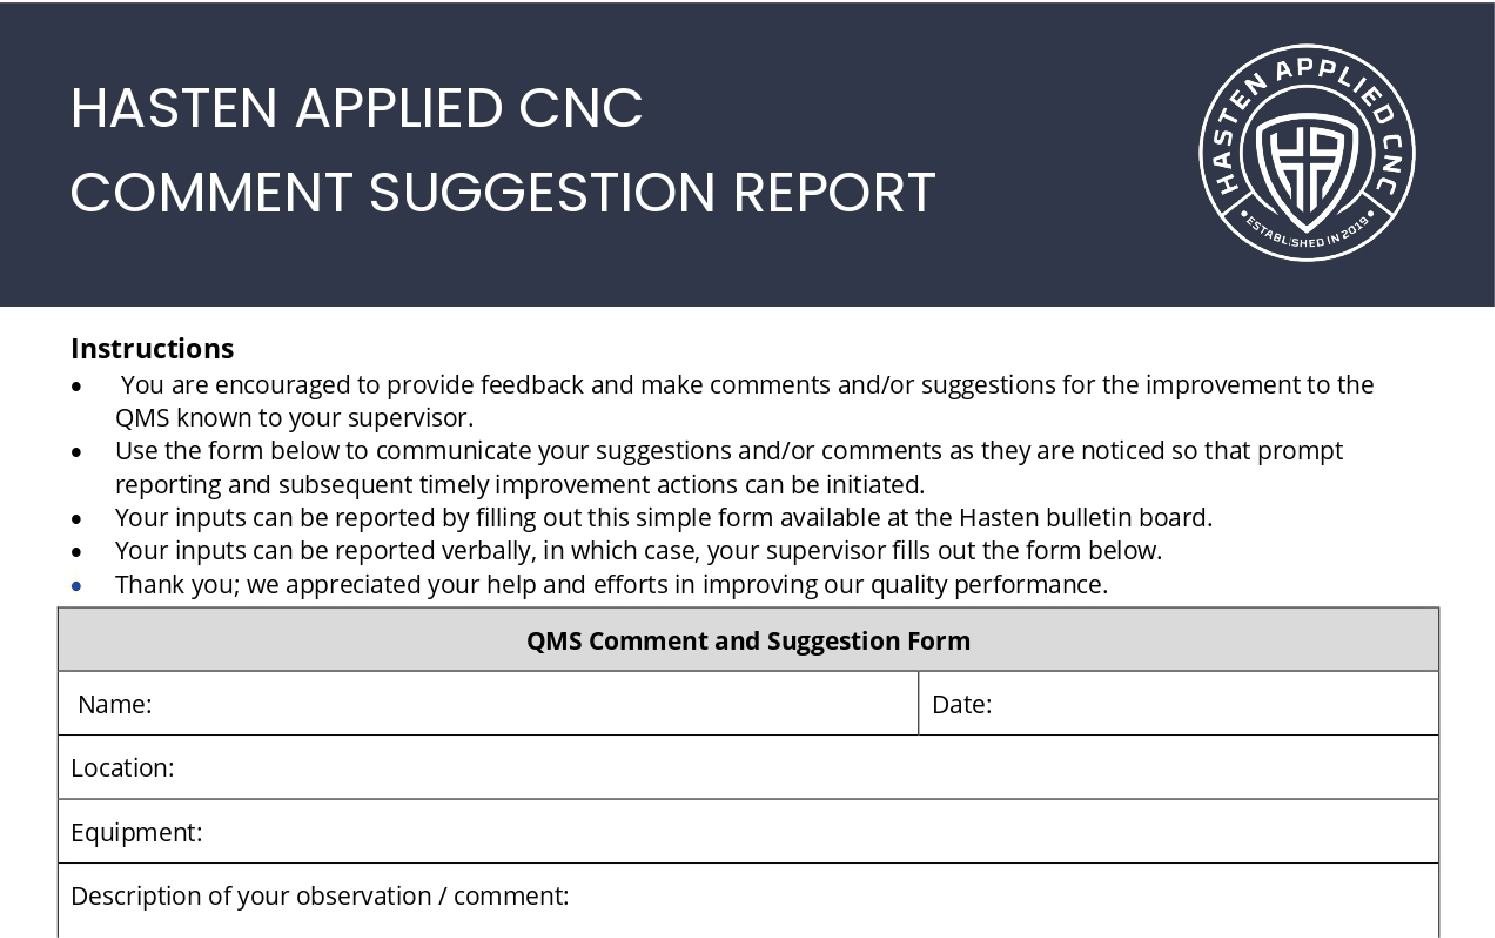 HASTEN APPLIED CNC
COMMENT SUGGESTION REPORT
HASTEN APPLIED CNC
HA
• ESTABLISHED IN 2013 •
Instructions
• You are encouraged to provide feedback and make comments and/or suggestions for the improvement to the
QMS known to your supervisor.
• Use the form below to communicate your suggestions and/or comments as they are noticed so that prompt
reporting and subsequent timely improvement actions can be initiated.
• Your inputs can be reported by filling out this simple form available at the Hasten bulletin board.
• Your inputs can be reported verbally, in which case, your supervisor fills out the form below.
• Thank you; we appreciated your help and efforts in improving our quality performance.
QMS Comment and Suggestion Form
Name:
Date:
Location:
Equipment:
Description of your observation / comment: